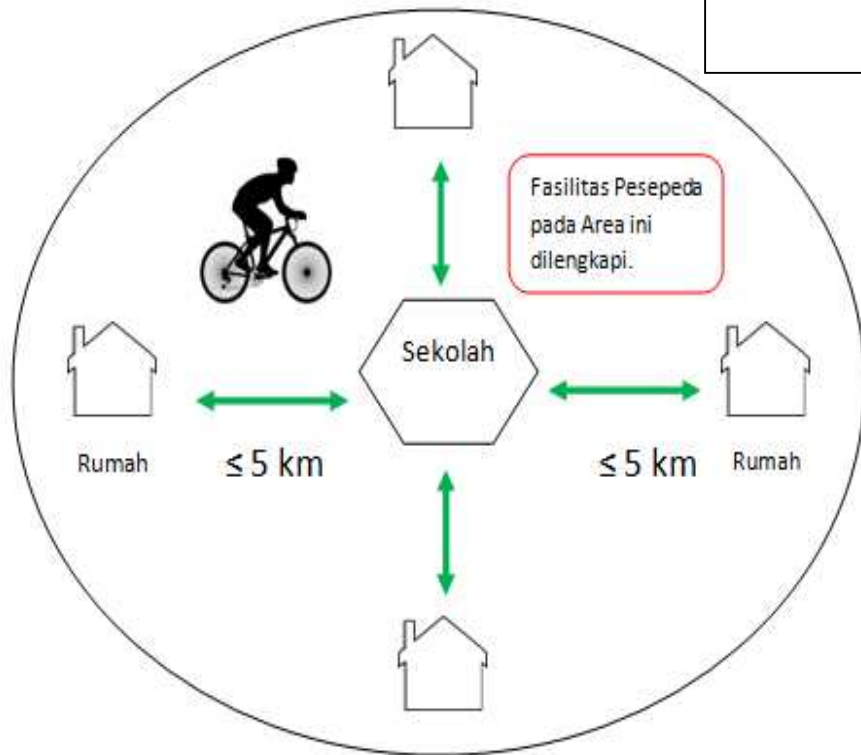 Fasilitas Pesepeda
pada Area ini
dilengkapi.
Sekolah
Rumah
≤ 5 km
≤ 5 km
Rumah